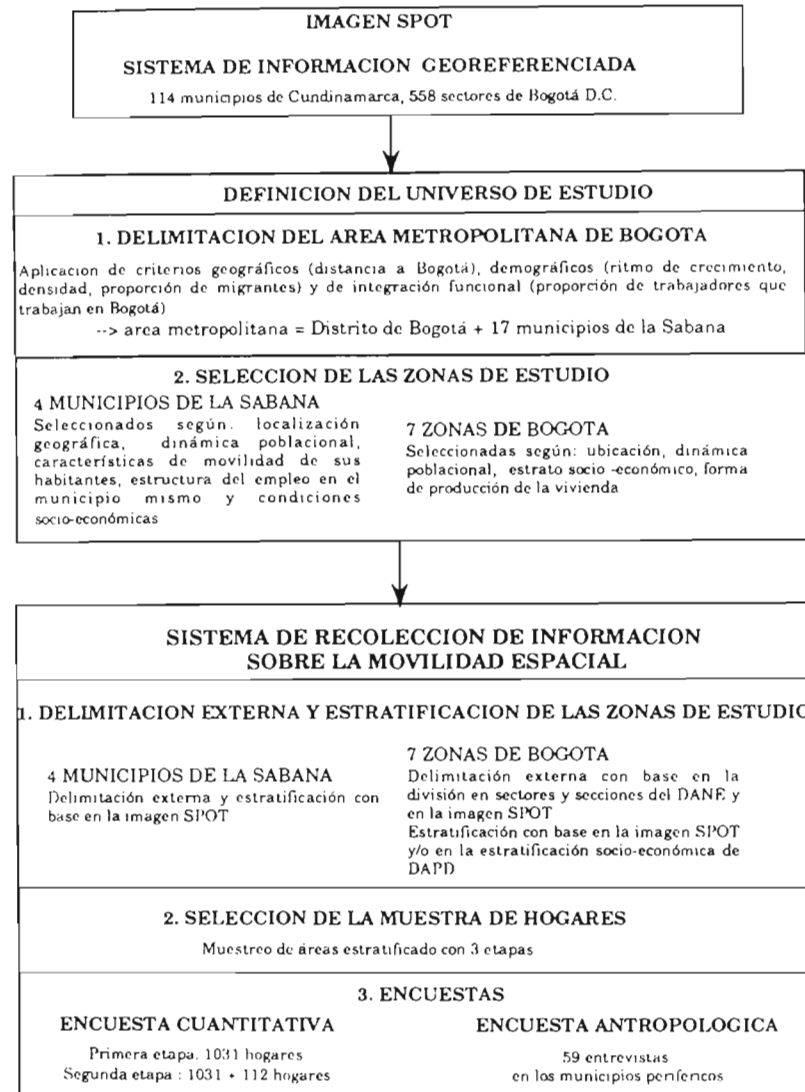 IMAGEN SPOT
SISTEMA DE INFORMACION GEOREFERENCIADA
114 municipios de Cundinamarca, 558 sectores de Bogotá D.C.
DEFINICION DEL UNIVERSO DE ESTUDIO
1. DELIMITACION DEL AREA METROPOLITANA DE BOGOTA
Aplicacion de criterios geográficos (distancia a Bogotá), demográficos (ritmo de crecimiento,
densidad, proporción de migrantes) y de integración funcional (proporción de trabajadores que
trabajan en Bogotá)
--> area metropolitana = Distrito de Bogotá + 17 municipios de la Sabana
2. SELECCION DE LAS ZONAS DE ESTUDIO
4 MUNICIPIOS DE LA SABANA
Seleccionados según. localización
geográfica, dinámica poblacional,
características de movilidad de sus
habitantes, estructura del empleo en el
municipio mismo y condiciones
socio-económicas
7 ZONAS DE BOGOTA
Seleccionadas según: ubicación, dinámica
poblacional, estrato socio -económico, forma
de producción de la vivienda
SISTEMA DE RECOLECCION DE INFORMACION
SOBRE LA MOVILIDAD ESPACIAL
1. DELIMITACION EXTERNA Y ESTRATIFICACION DE LAS ZONAS DE ESTUDIO
4 MUNICIPIOS DE LA SABANA
Delimitación externa y estratificación con
base en la imagen SPOT
7 ZONAS DE BOGOTA
Delimitación externa con base en la
división en sectores y secciones del DANE y
en la imagen SPOT
Estratificación con base en la imagen SPOT
y/o en la estratificación socio-económica de
DAPD
2. SELECCION DE LA MUESTRA DE HOGARES
Muestreo de áreas estratificado con 3 etapas
3. ENCUESTAS
ENCUESTA CUANTITATIVA
Primera etapa. 1031 hogares
Segunda etapa : 1031 + 112 hogares
ENCUESTA ANTROPOLOGICA
59 entrevistas
en los municipios periféricos